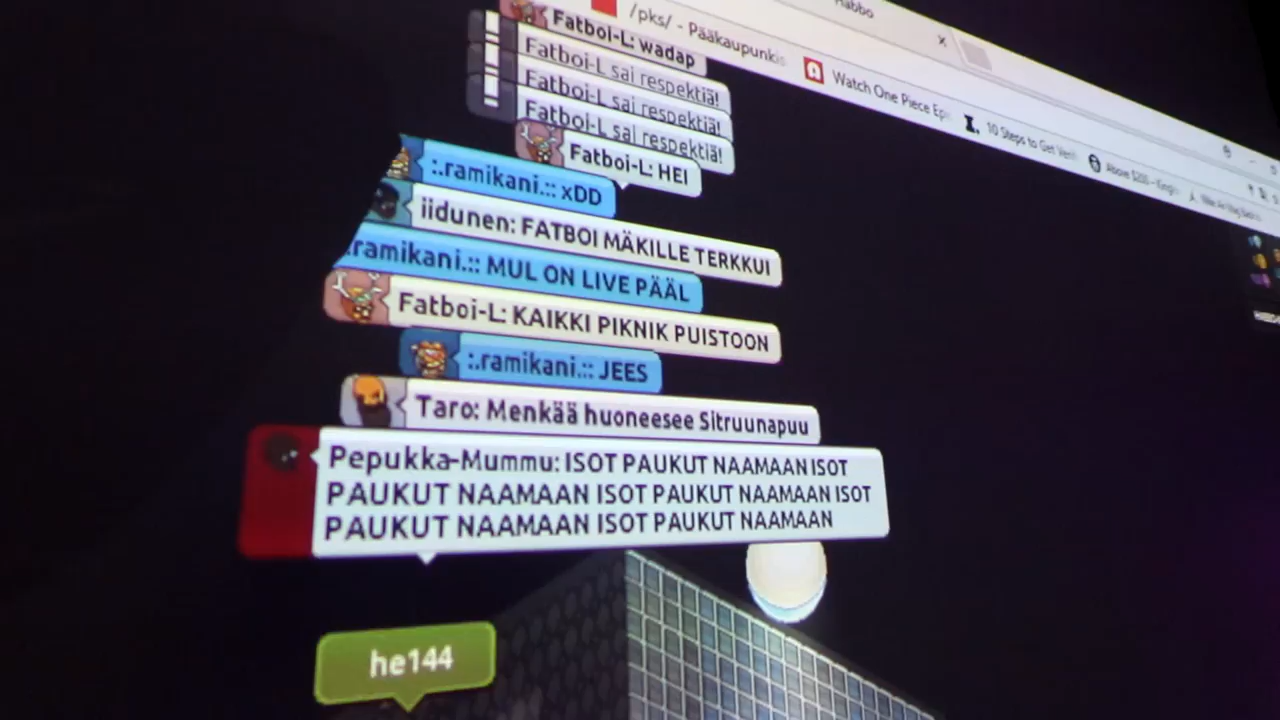 Habbo
/pks/ - Pääkaupunkis
Watch One Piece Epi
10 Steps to Get Veri
Above $200 - Kingl
Fatboi-L: wadap
Fatboi-L sai respektiä!
Fatboi-L sai respektiä!
Fatboi-L sai respektiä!
Fatboi-L: HEI
:.ramikani.:: xDD
iidunen: FATBOI MÄKILLE TERKKUI
.ramikani.:: MUL ON LIVE PÄÄL
Fatboi-L: KAIKKI PIKNIK PUISTOON
:.ramikani.:: JEES
Taro: Menkää huoneesee Sitruunapuu
Pepukka-Mummu: ISOT PAUKUT NAAMAAN ISOT
PAUKUT NAAMAAN ISOT PAUKUT NAAMAAN ISOT
PAUKUT NAAMAAN ISOT PAUKUT NAAMAAN
he144